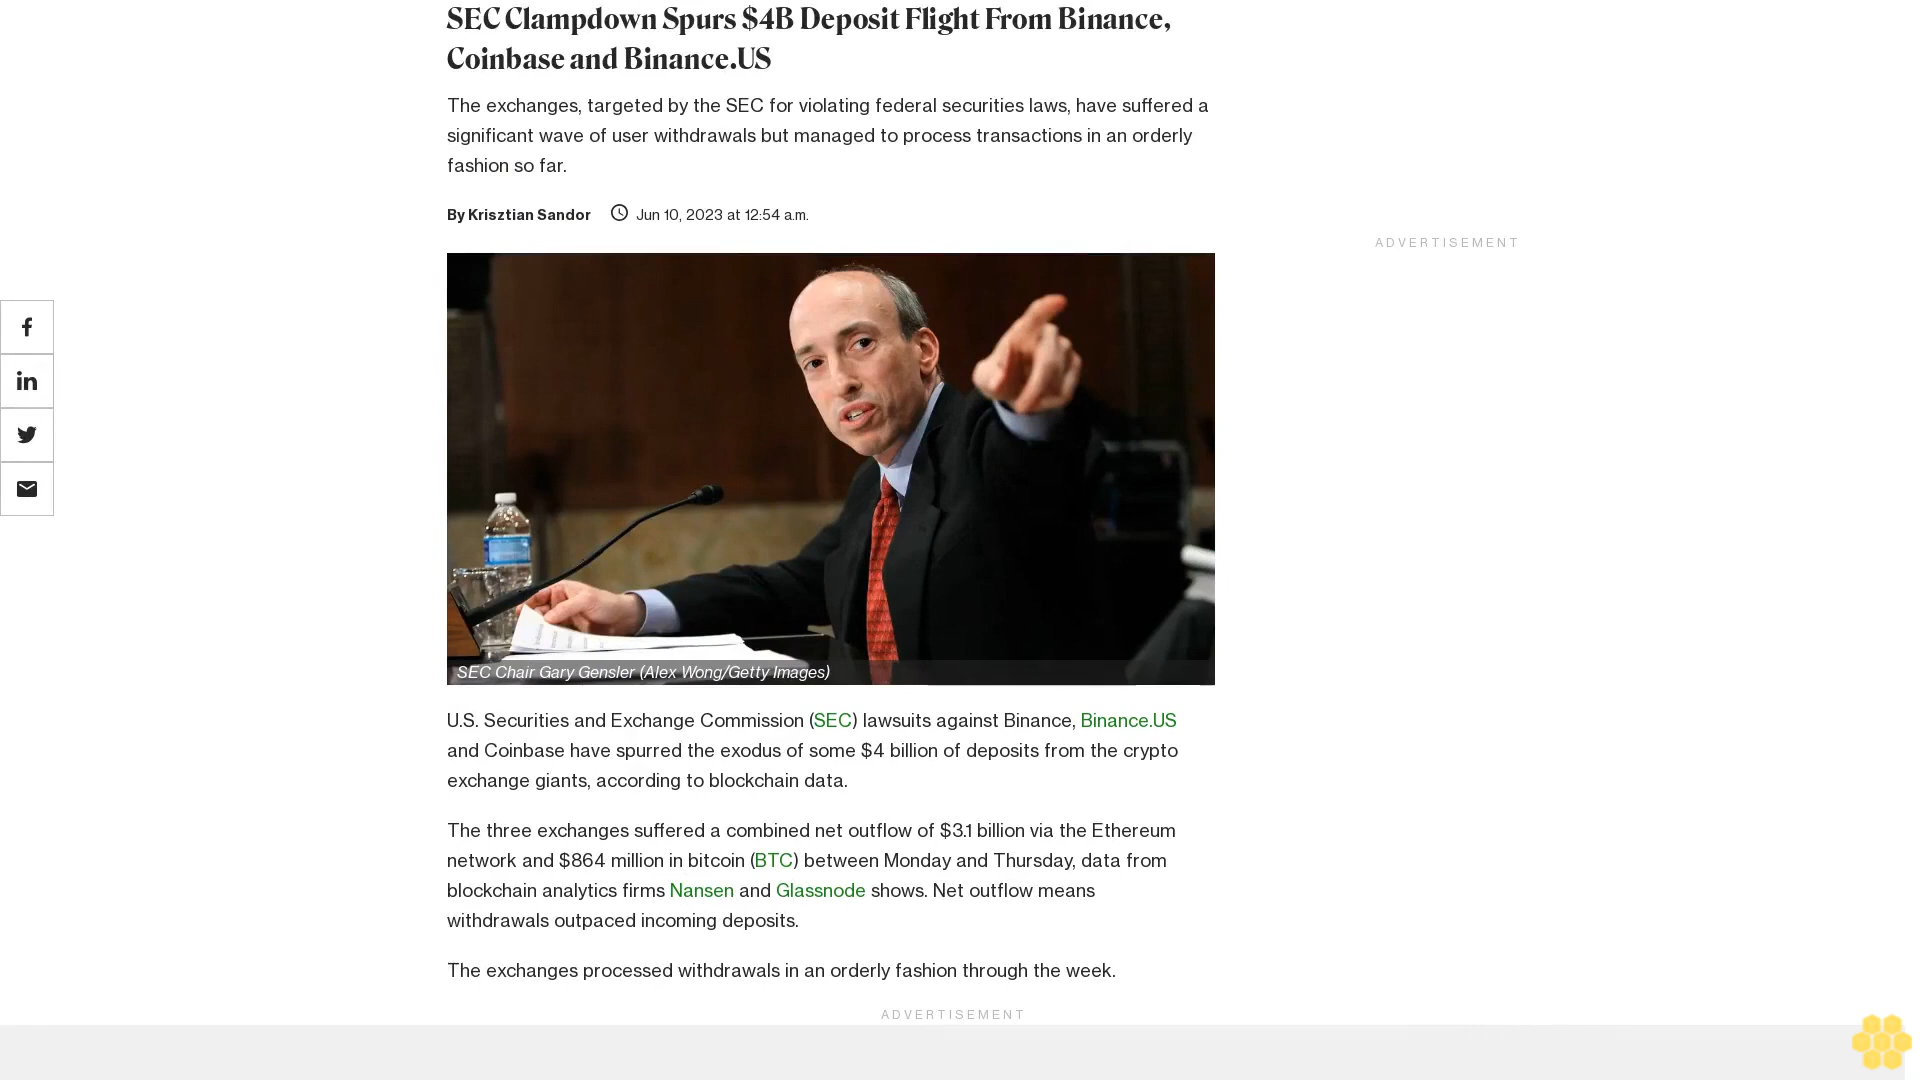 SEC Clampdown Spurs $4B Deposit Flight From Binance,
Coinbase and Binance.US
The exchanges, targeted by the SEC for violating federal securities laws, have suffered a
significant wave of user withdrawals but managed to process transactions in an orderly
fashion so far.
By Krisztian Sandor Jun 10, 2023 at 12:54 a.m.
ADVERTISEMENT
SEC Chair Gary Gensler (Alex Wong/Getty Images)
U.S. Securities and Exchange Commission (SEC) lawsuits against Binance, Binance.US
and Coinbase have spurred the exodus of some $4 billion of deposits from the crypto
exchange giants, according to blockchain data.
The three exchanges suffered a combined net outflow of $3.1 billion via the Ethereum
network and $864 million in bitcoin (BTC) between Monday and Thursday, data from
blockchain analytics firms Nansen and Glassnode shows. Net outflow means
withdrawals outpaced incoming deposits.
The exchanges processed withdrawals in an orderly fashion through the week.
ADVERTISEMENT